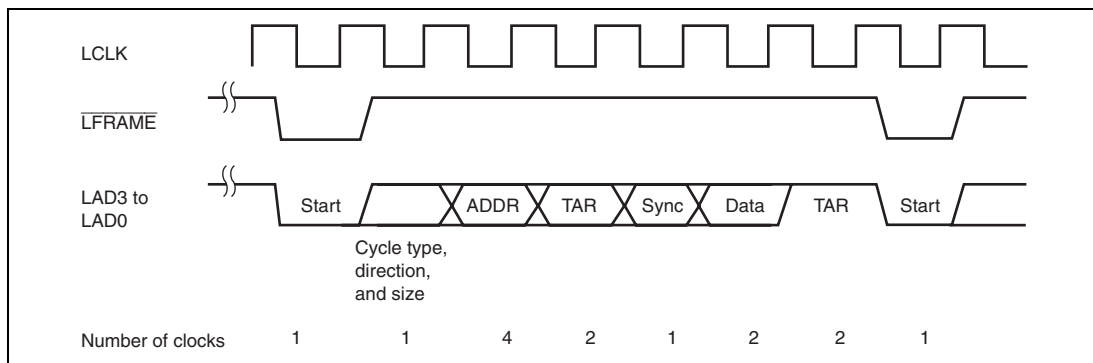 LCLK
LFRAME
LAD3 to
LAD0
Start
ADDR
TAR
Sync
Data
TAR
Start
Cycle type,
direction,
and size
Number of clocks 1 1 4 2 1 2 2 1